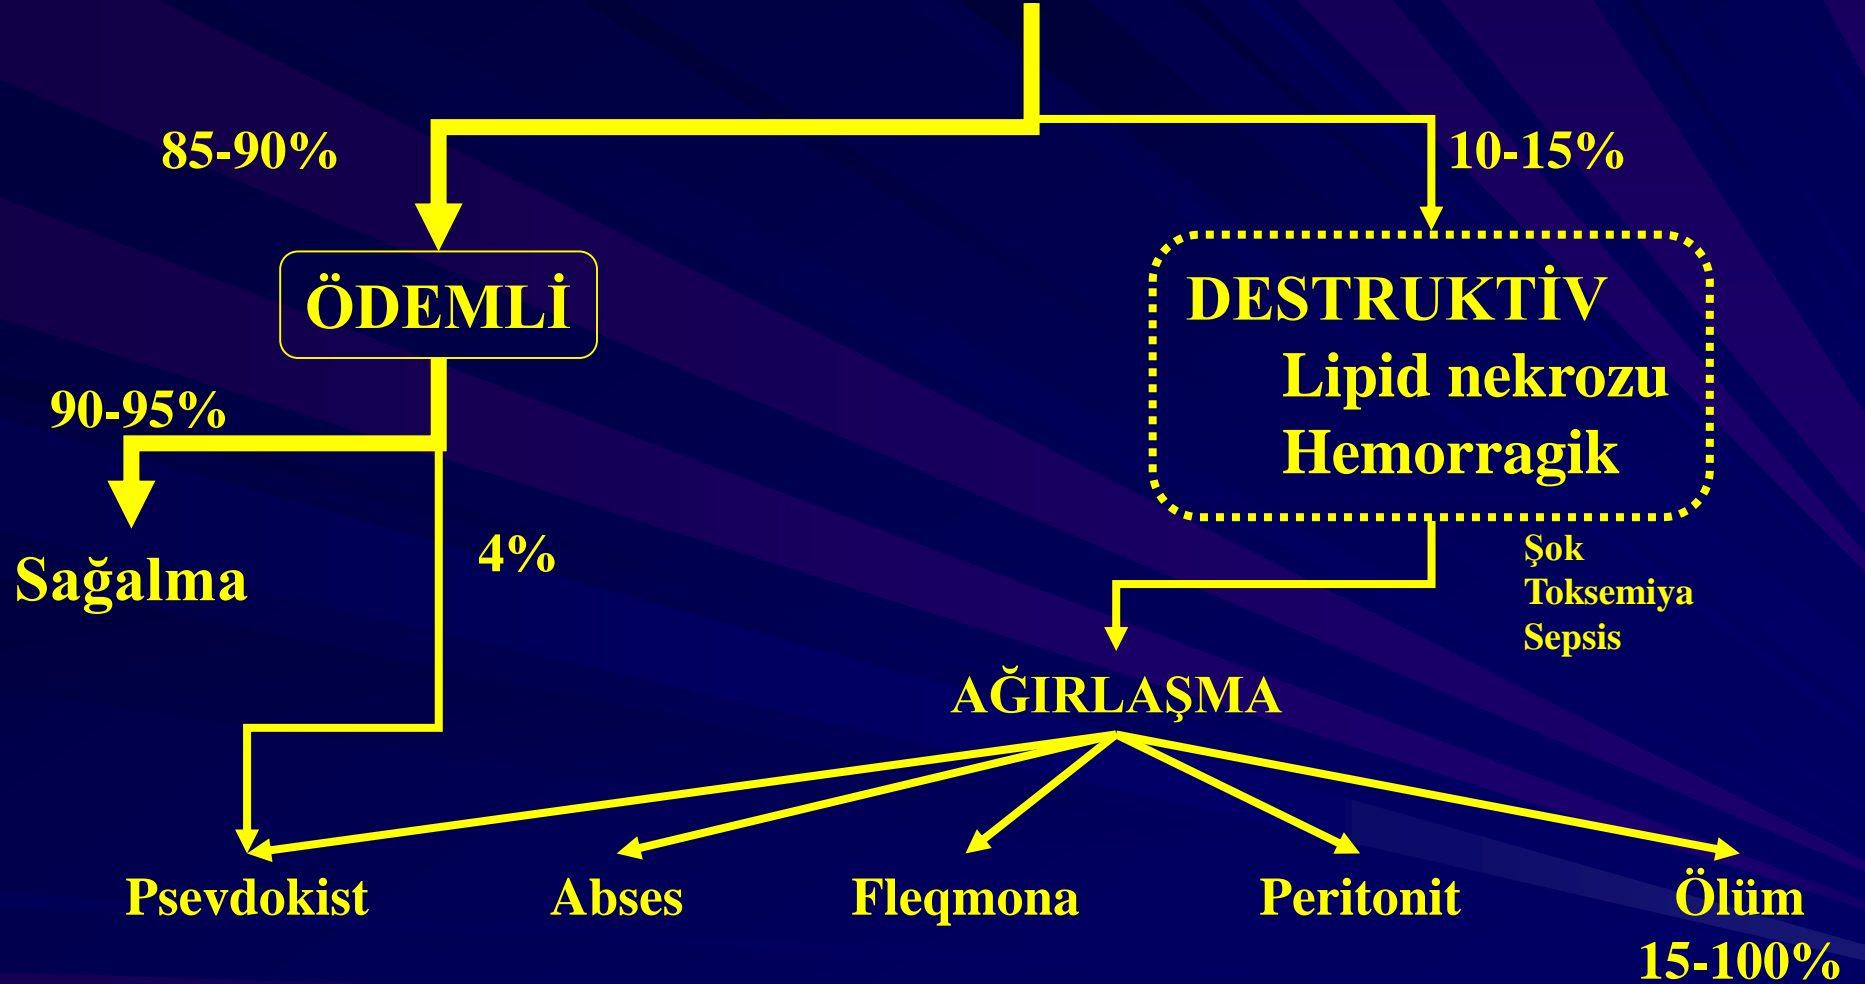 85-90%
10-15%
ÖDEMLİ
DESTRUKTİV
Lipid nekrozu
Hemorragik
90-95%
Sağalma
4%
Şok
Toksemiya
Sepsis
AĞIRLAŞMA
Psevdokist
Abses
Fleqmona
Peritonit
Ölüm
15-100%